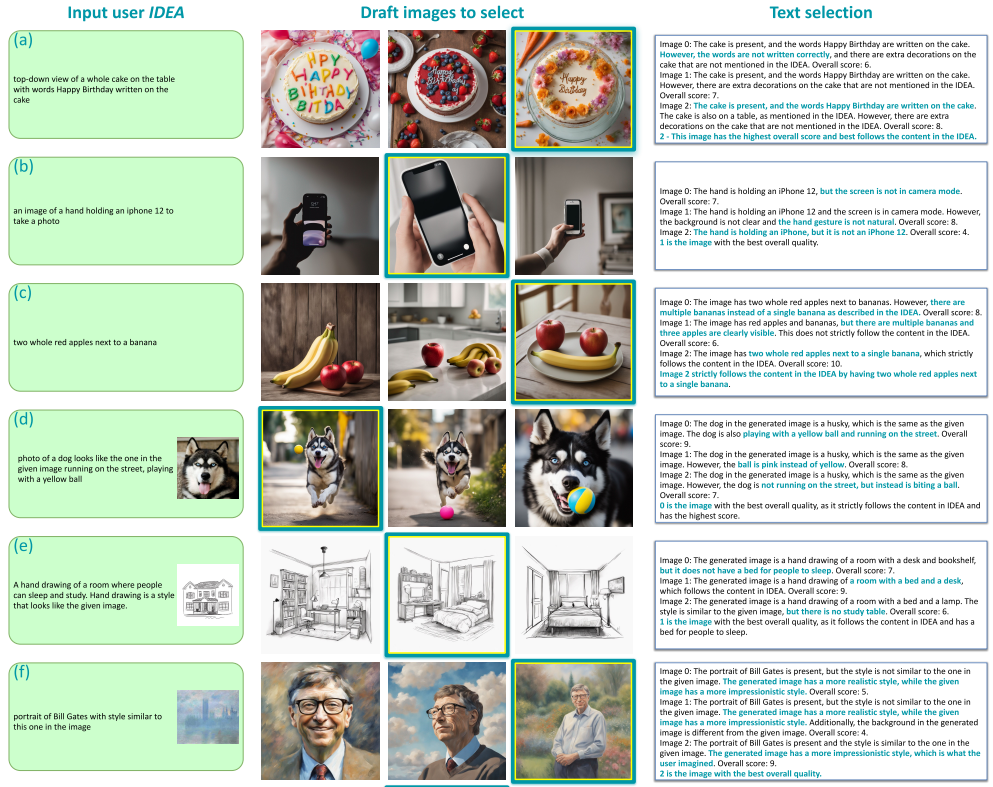 Input user IDEA
Draft images to select
Text selection
(a)
top-down view of a whole cake on the table
with words Happy Birthday written on the
cake
HPY
HAPPY
BIHTDAY
BITDA
Happy
Birthday
Image 0: The cake is present, and the words Happy Birthday are written on the cake.
However, the words are not written correctly, and there are extra decorations on the
cake that are not mentioned in the IDEA. Overall score: 6.
Image 1: The cake is present, and the words Happy Birthday are written on the cake.
However, there are extra decorations on the cake that are not mentioned in the IDEA.
Overall score: 7.
Image 2: The cake is present, and the words Happy Birthday are written on the cake.
The cake is also on a table, as mentioned in the IDEA. However, there are extra
decorations on the cake that are not mentioned in the IDEA. Overall score: 8.
2 - This image has the highest overall score and best follows the content in the IDEA.
(b)
an image of a hand holding an iphone 12 to
take a photo
Image 0: The hand is holding an iPhone 12, but the screen is not in camera mode.
Overall score: 7.
Image 1: The hand is holding an iPhone 12 and the screen is in camera mode. However,
the background is not clear and the hand gesture is not natural. Overall score: 8.
Image 2: The hand is holding an iPhone, but it is not an iPhone 12. Overall score: 4.
1 is the image with the best overall quality.
(c)
two whole red apples next to a banana
Image 0: The image has two whole red apples next to bananas. However, there are
multiple bananas instead of a single banana as described in the IDEA. Overall score: 8.
Image 1: The image has red apples and bananas, but there are multiple bananas and
three apples are clearly visible. This does not strictly follow the content in the IDEA.
Overall score: 6.
Image 2: The image has two whole red apples next to a single banana, which strictly
follows the content in the IDEA. Overall score: 10.
Image 2 strictly follows the content in the IDEA by having two whole red apples next
to a single banana.
(d)
photo of a dog looks like the one in the
given image running on the street, playing
with a yellow ball
Image 0: The dog in the generated image is a husky, which is the same as the given
image. The dog is also playing with a yellow ball and running on the street. Overall
score: 9.
Image 1: The dog in the generated image is a husky, which is the same as the given
image. However, the ball is pink instead of yellow. Overall score: 8.
Image 2: The dog in the generated image is a husky, which is the same as the given
image. However, the dog is not running on the street, but instead is biting a ball.
Overall score: 7.
0 is the image with the best overall quality, as it strictly follows the content in IDEA and
has the highest score.
(e)
A hand drawing of a room where people
can sleep and study. Hand drawing is a style
that looks like the given image.
Image 0: The generated image is a hand drawing of a room with a desk and bookshelf,
but it does not have a bed for people to sleep. Overall score: 7.
Image 1: The generated image is a hand drawing of a room with a bed and a desk,
which follows the content in IDEA. Overall score: 9.
Image 2: The generated image is a hand drawing of a room with a bed and a lamp. The
style is similar to the given image, but there is no study table. Overall score: 6.
1 is the image with the best overall quality, as it follows the content in IDEA and has a
bed for people to sleep.
(f)
portrait of Bill Gates with style similar to
this one in the image
Image 0: The portrait of Bill Gates is present, but the style is not similar to the one in
the given image. The generated image has a more realistic style, while the given
image has a more impressionistic style. Overall score: 5.
Image 1: The portrait of Bill Gates is present, but the style is not similar to the one in
the given image. The generated image has a more realistic style, while the given
image has a more impressionistic style. Additionally, the background in the generated
image is different from the given image. Overall score: 4.
Image 2: The portrait of Bill Gates is present and the style is similar to the one in the
given image. The generated image has a more impressionistic style, which is what the
user imagined. Overall score: 9.
2 is the image with the best overall quality.